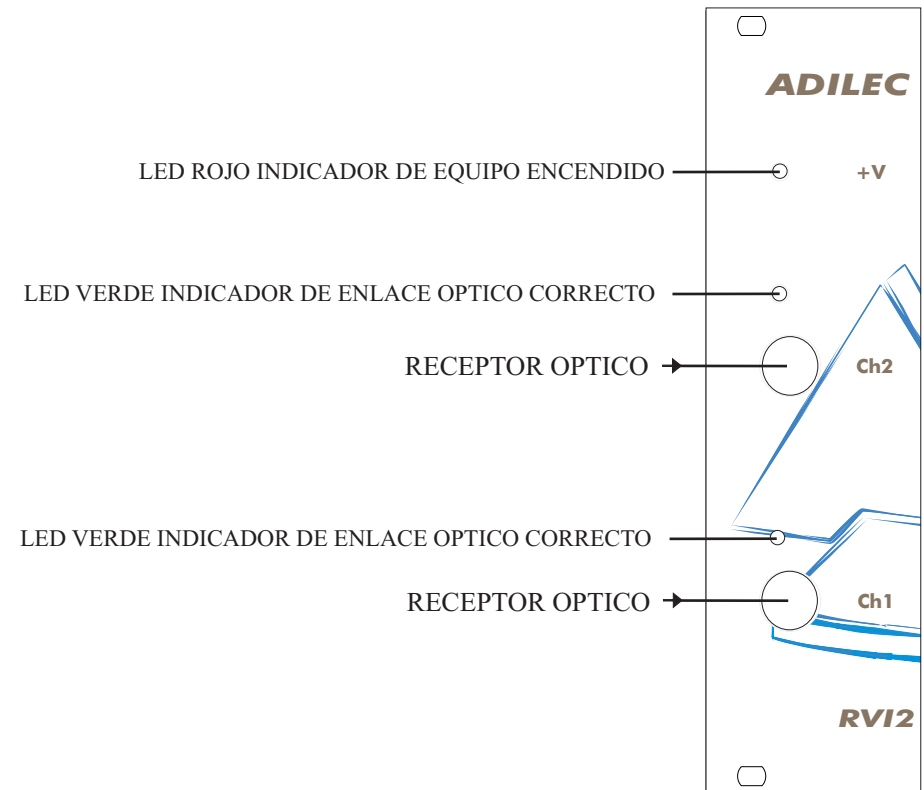 ADILEC
LED ROJO INDICADOR DE EQUIPO ENCENDIDO
+V
LED VERDE INDICADOR DE ENLACE OPTICO CORRECTO
RECEPTOR OPTICO
Ch2
LED VERDE INDICADOR DE ENLACE OPTICO CORRECTO
RECEPTOR OPTICO
Ch1
RVI2